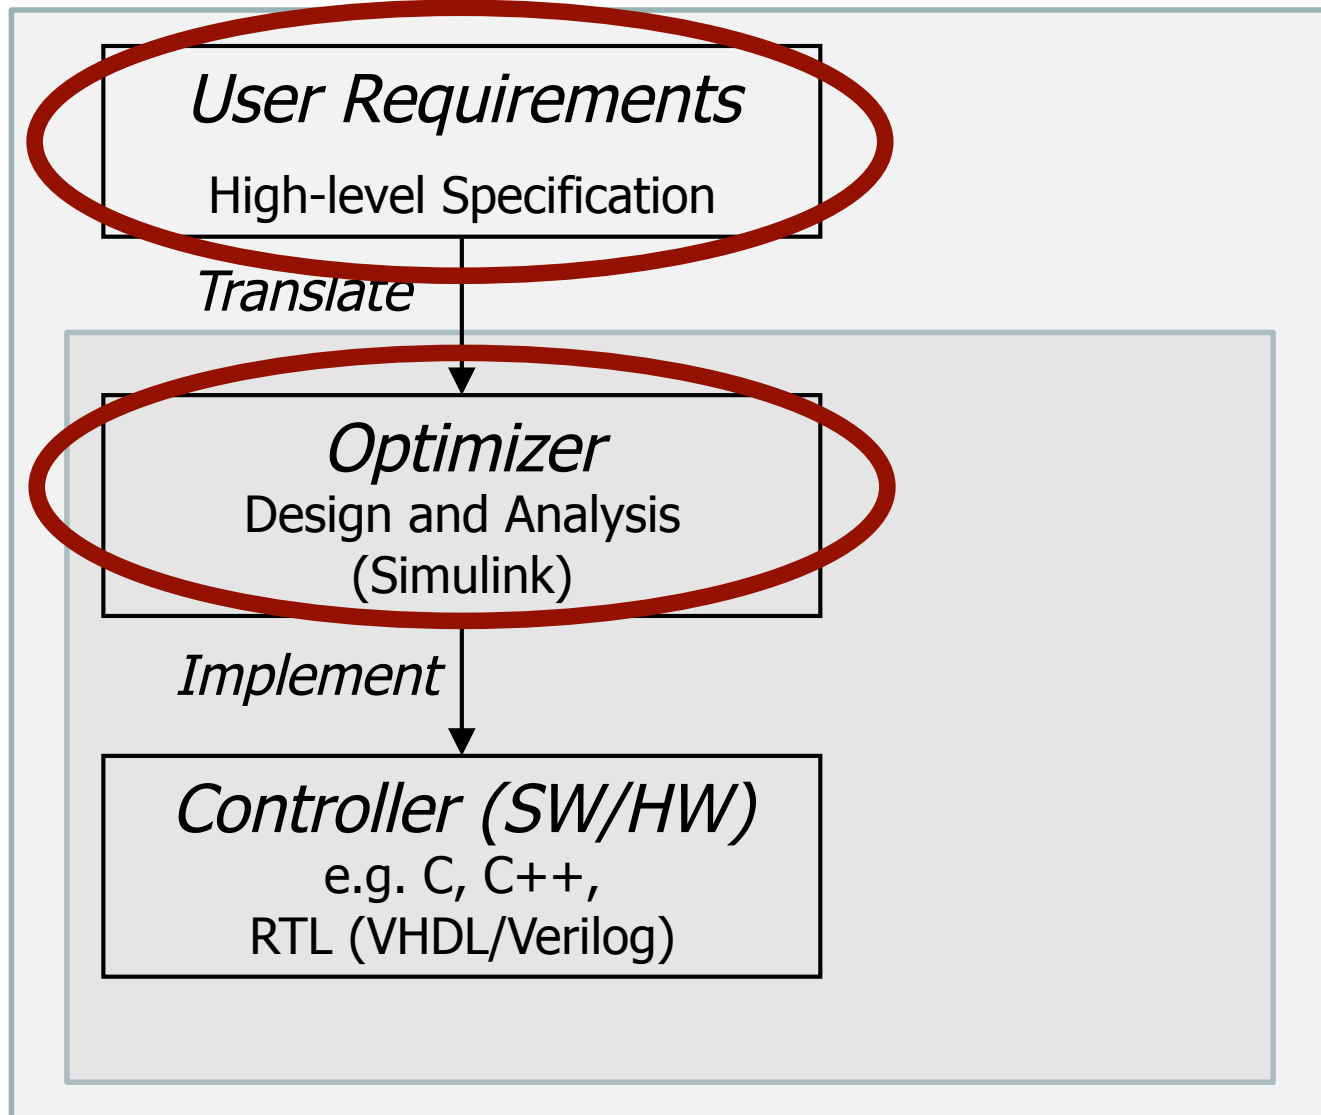 User Requirements
High-level Specification
Translate
Optimizer
Design and Analysis
(Simulink)
Implement
Controller (SW/HW)
e.g. C, C++,
RTL (VHDL/Verilog)